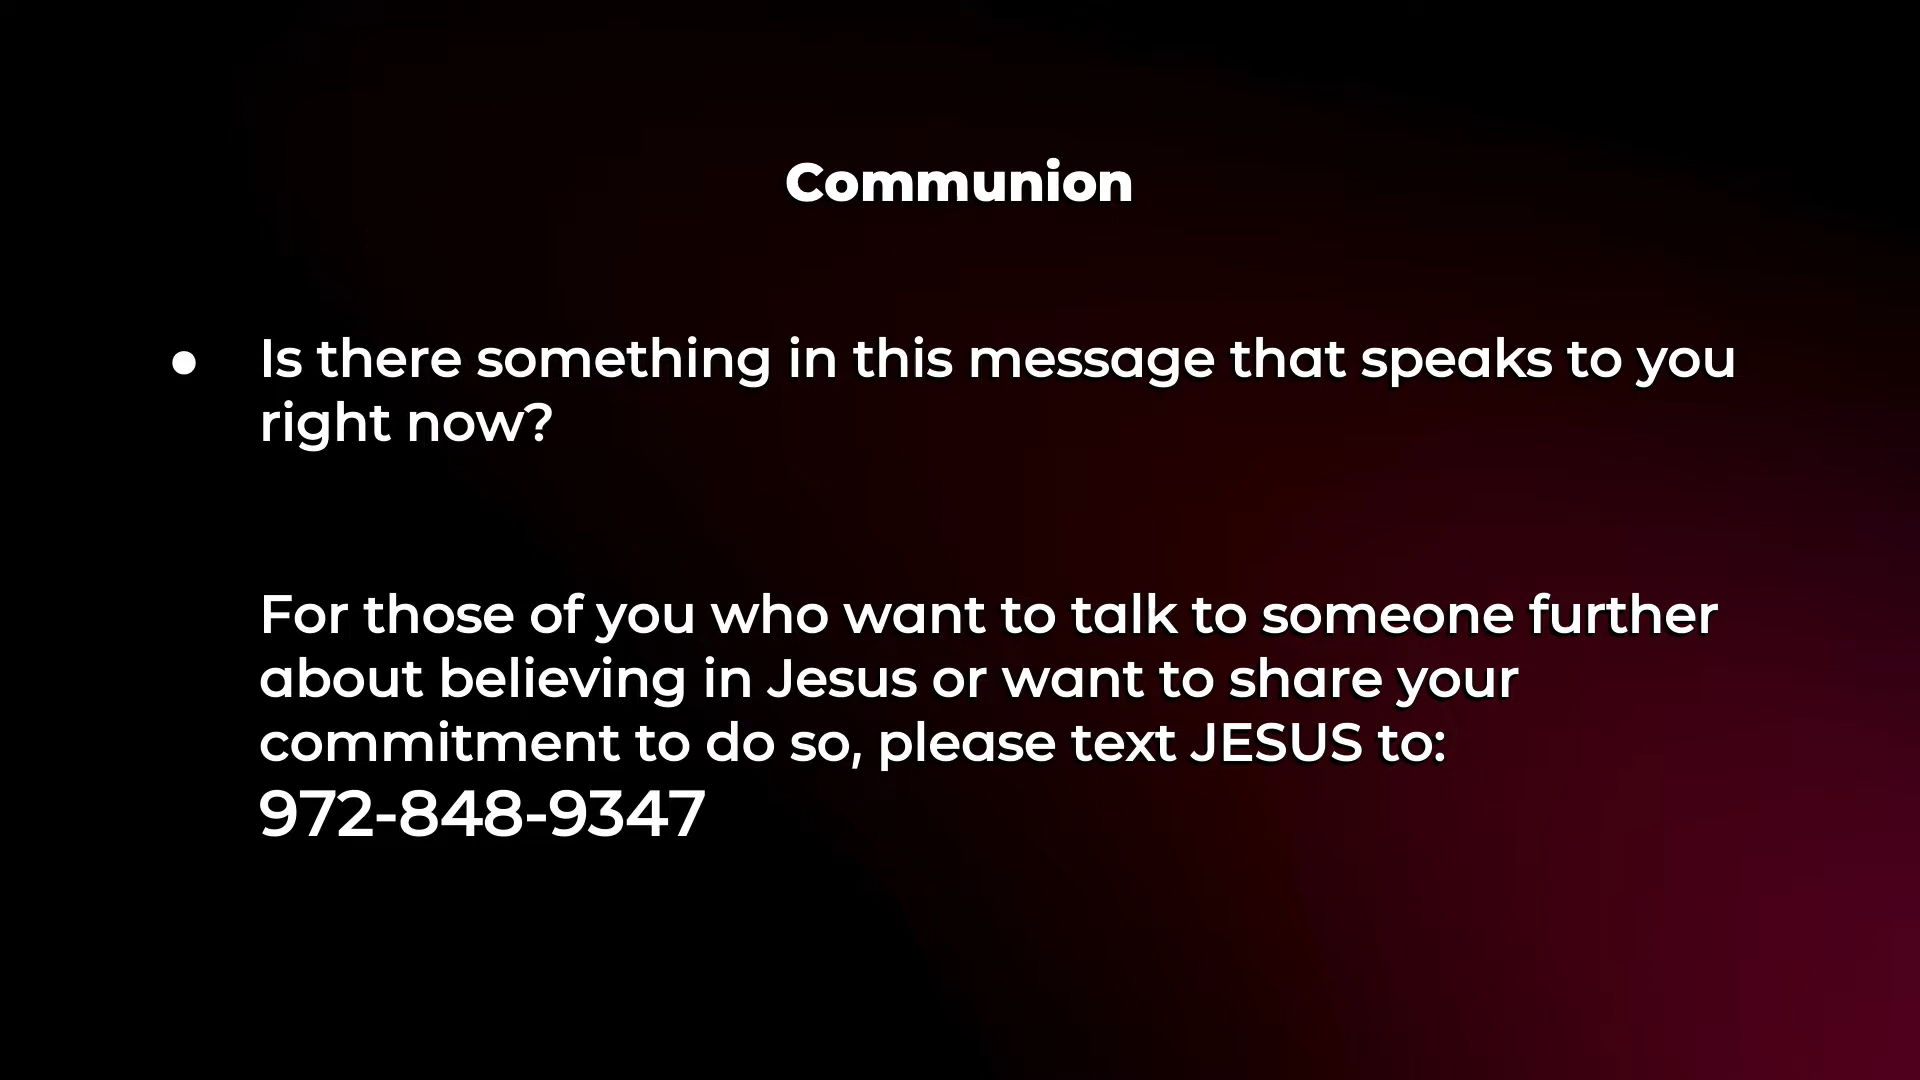 Communion
● Is there something in this message that speaks to you
right now?
For those of you who want to talk to someone further
about believing in Jesus or want to share your
commitment to do so, please text JESUS to:
972-848-9347